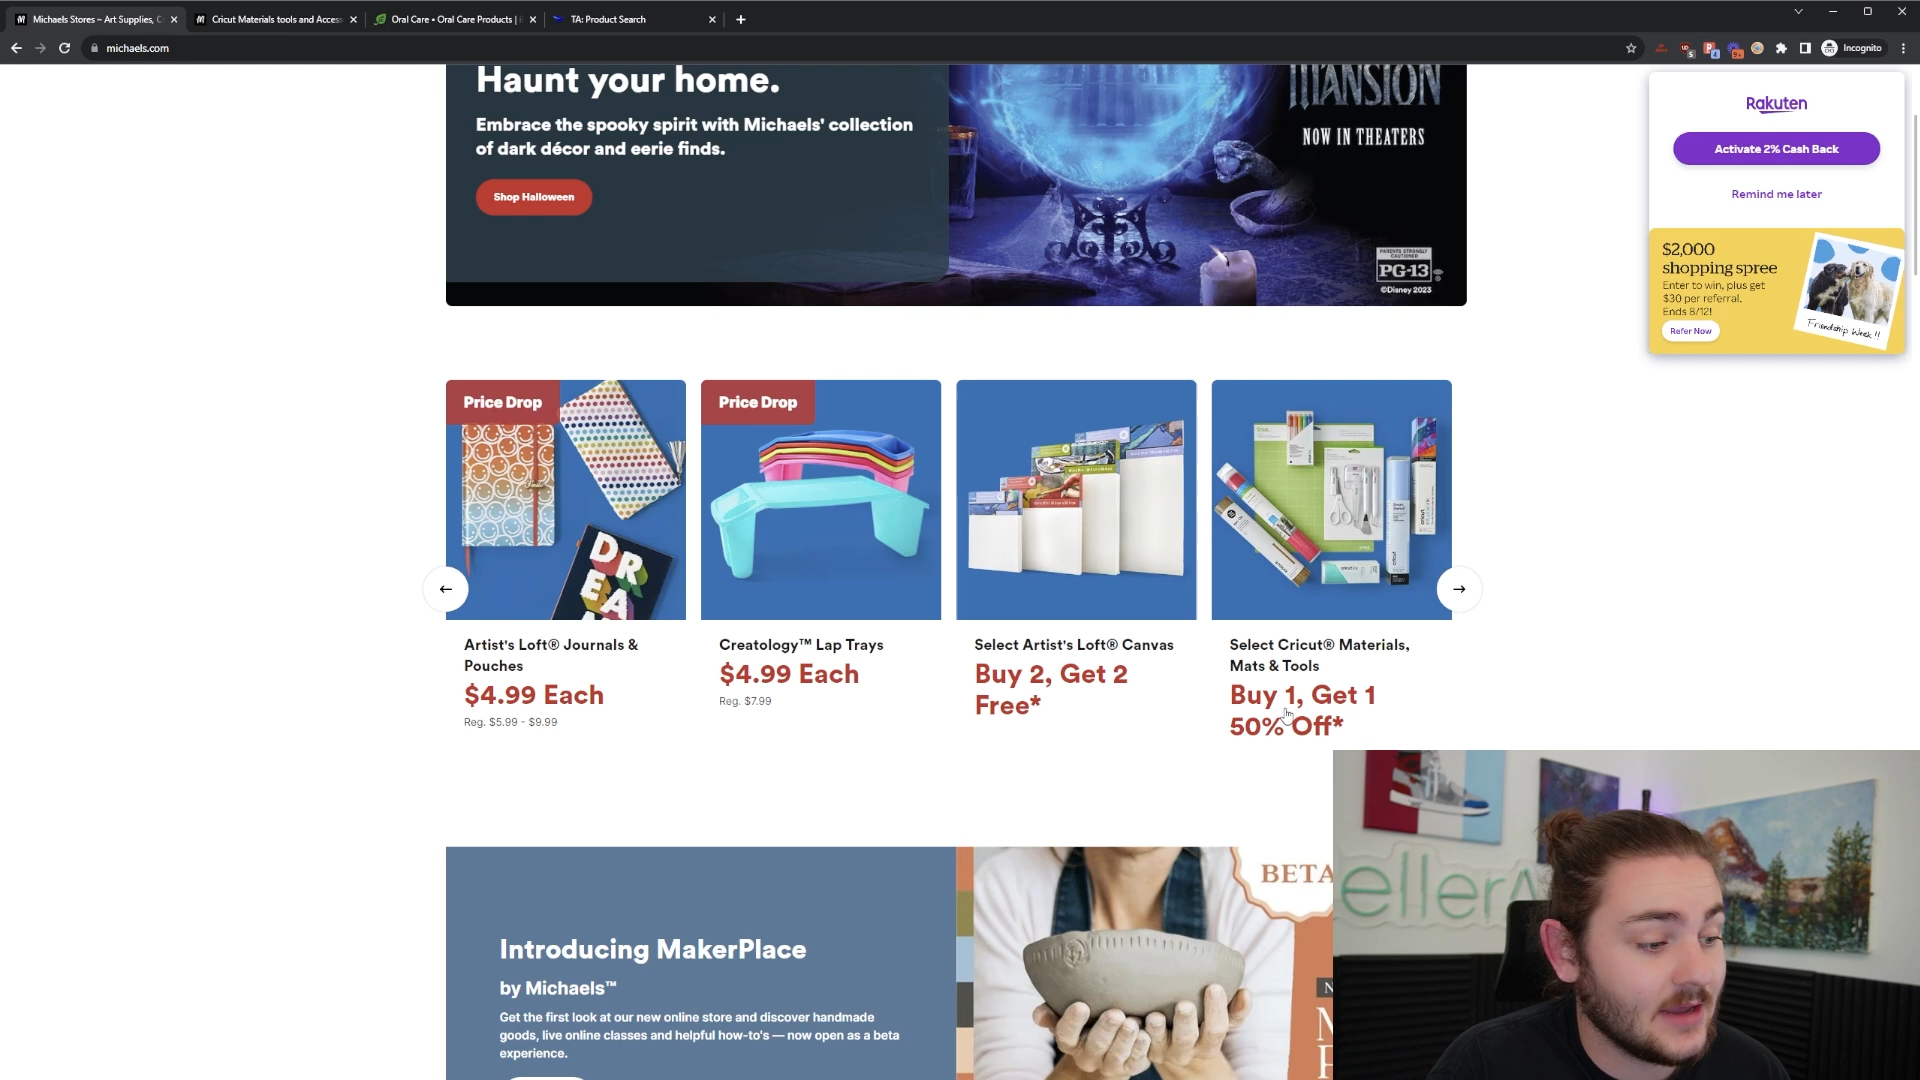 Michaels Stores – Art Supplies, C
Cricut Materials tools and Access
Oral Care • Oral Care Products |
TA: Product Search
michaels.com
Incognito
Haunt your home.
Embrace the spooky spirit with Michaels' collection
of dark décor and eerie finds.
Shop Halloween
MANSION
NOW IN THEATERS
PARENTS STRONGLY
CAUTIONED
PG-13
©Disney 2023
Rakuten
Activate 2% Cash Back
Remind me later
$2,000
shopping spree
Enter to win, plus get
$30 per referral.
Ends 8/12!
Refer Now
Friendship Week!!
Price Drop
DREA
Artist's Loft® Journals &
Pouches
$4.99 Each
Reg. $5.99 - $9.99
Price Drop
Creatology™ Lap Trays
$4.99 Each
Reg. $7.99
Select Artist's Loft® Canvas
Buy 2, Get 2
Free*
Select Cricut® Materials,
Mats & Tools
Buy 1, Get 1
50% Off*
Introducing MakerPlace
by Michaels™
Get the first look at our new online store and discover handmade
goods, live online classes and helpful how-to's — now open as a beta
experience.
BETA
N
M
P
ellerA